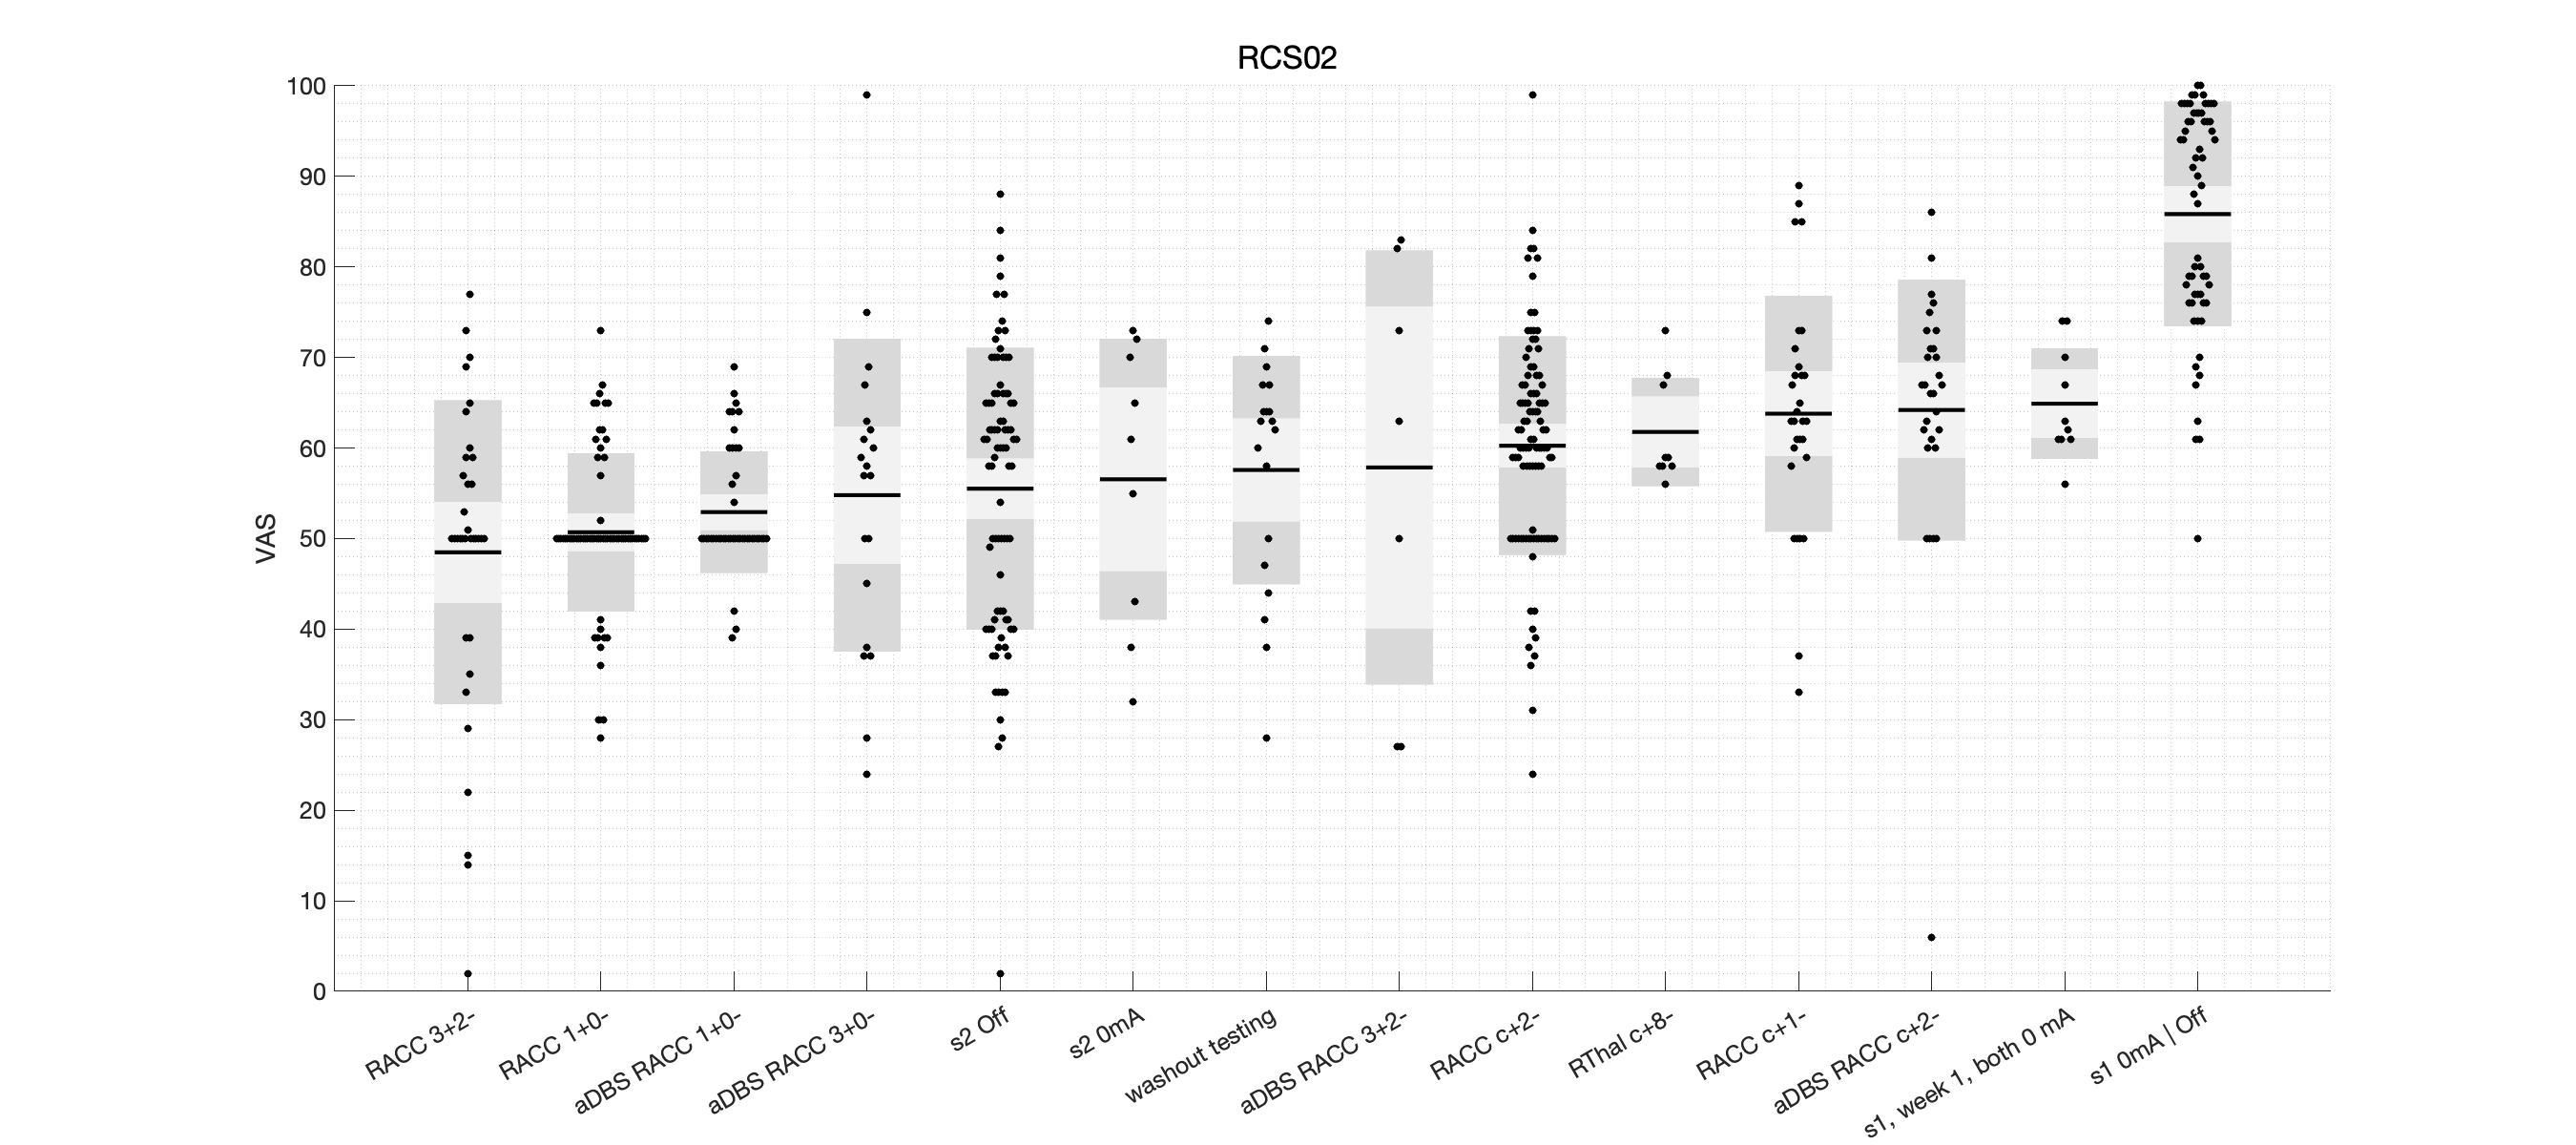 RCS02
100
90
80
70
60
50
40
30
20
10
0
VAS
RACC 3+2-
RACC 1+0-
aDBS RACC 1+0-
aDBS RACC 3+0-
s2 Off
s2 0mA
washout testing
aDBS RACC 3+2-
RACC c+2-
RThal c+8-
RACC c+1-
aDBS RACC c+2-
s1, week 1, both 0 mA
s1 0mA | Off